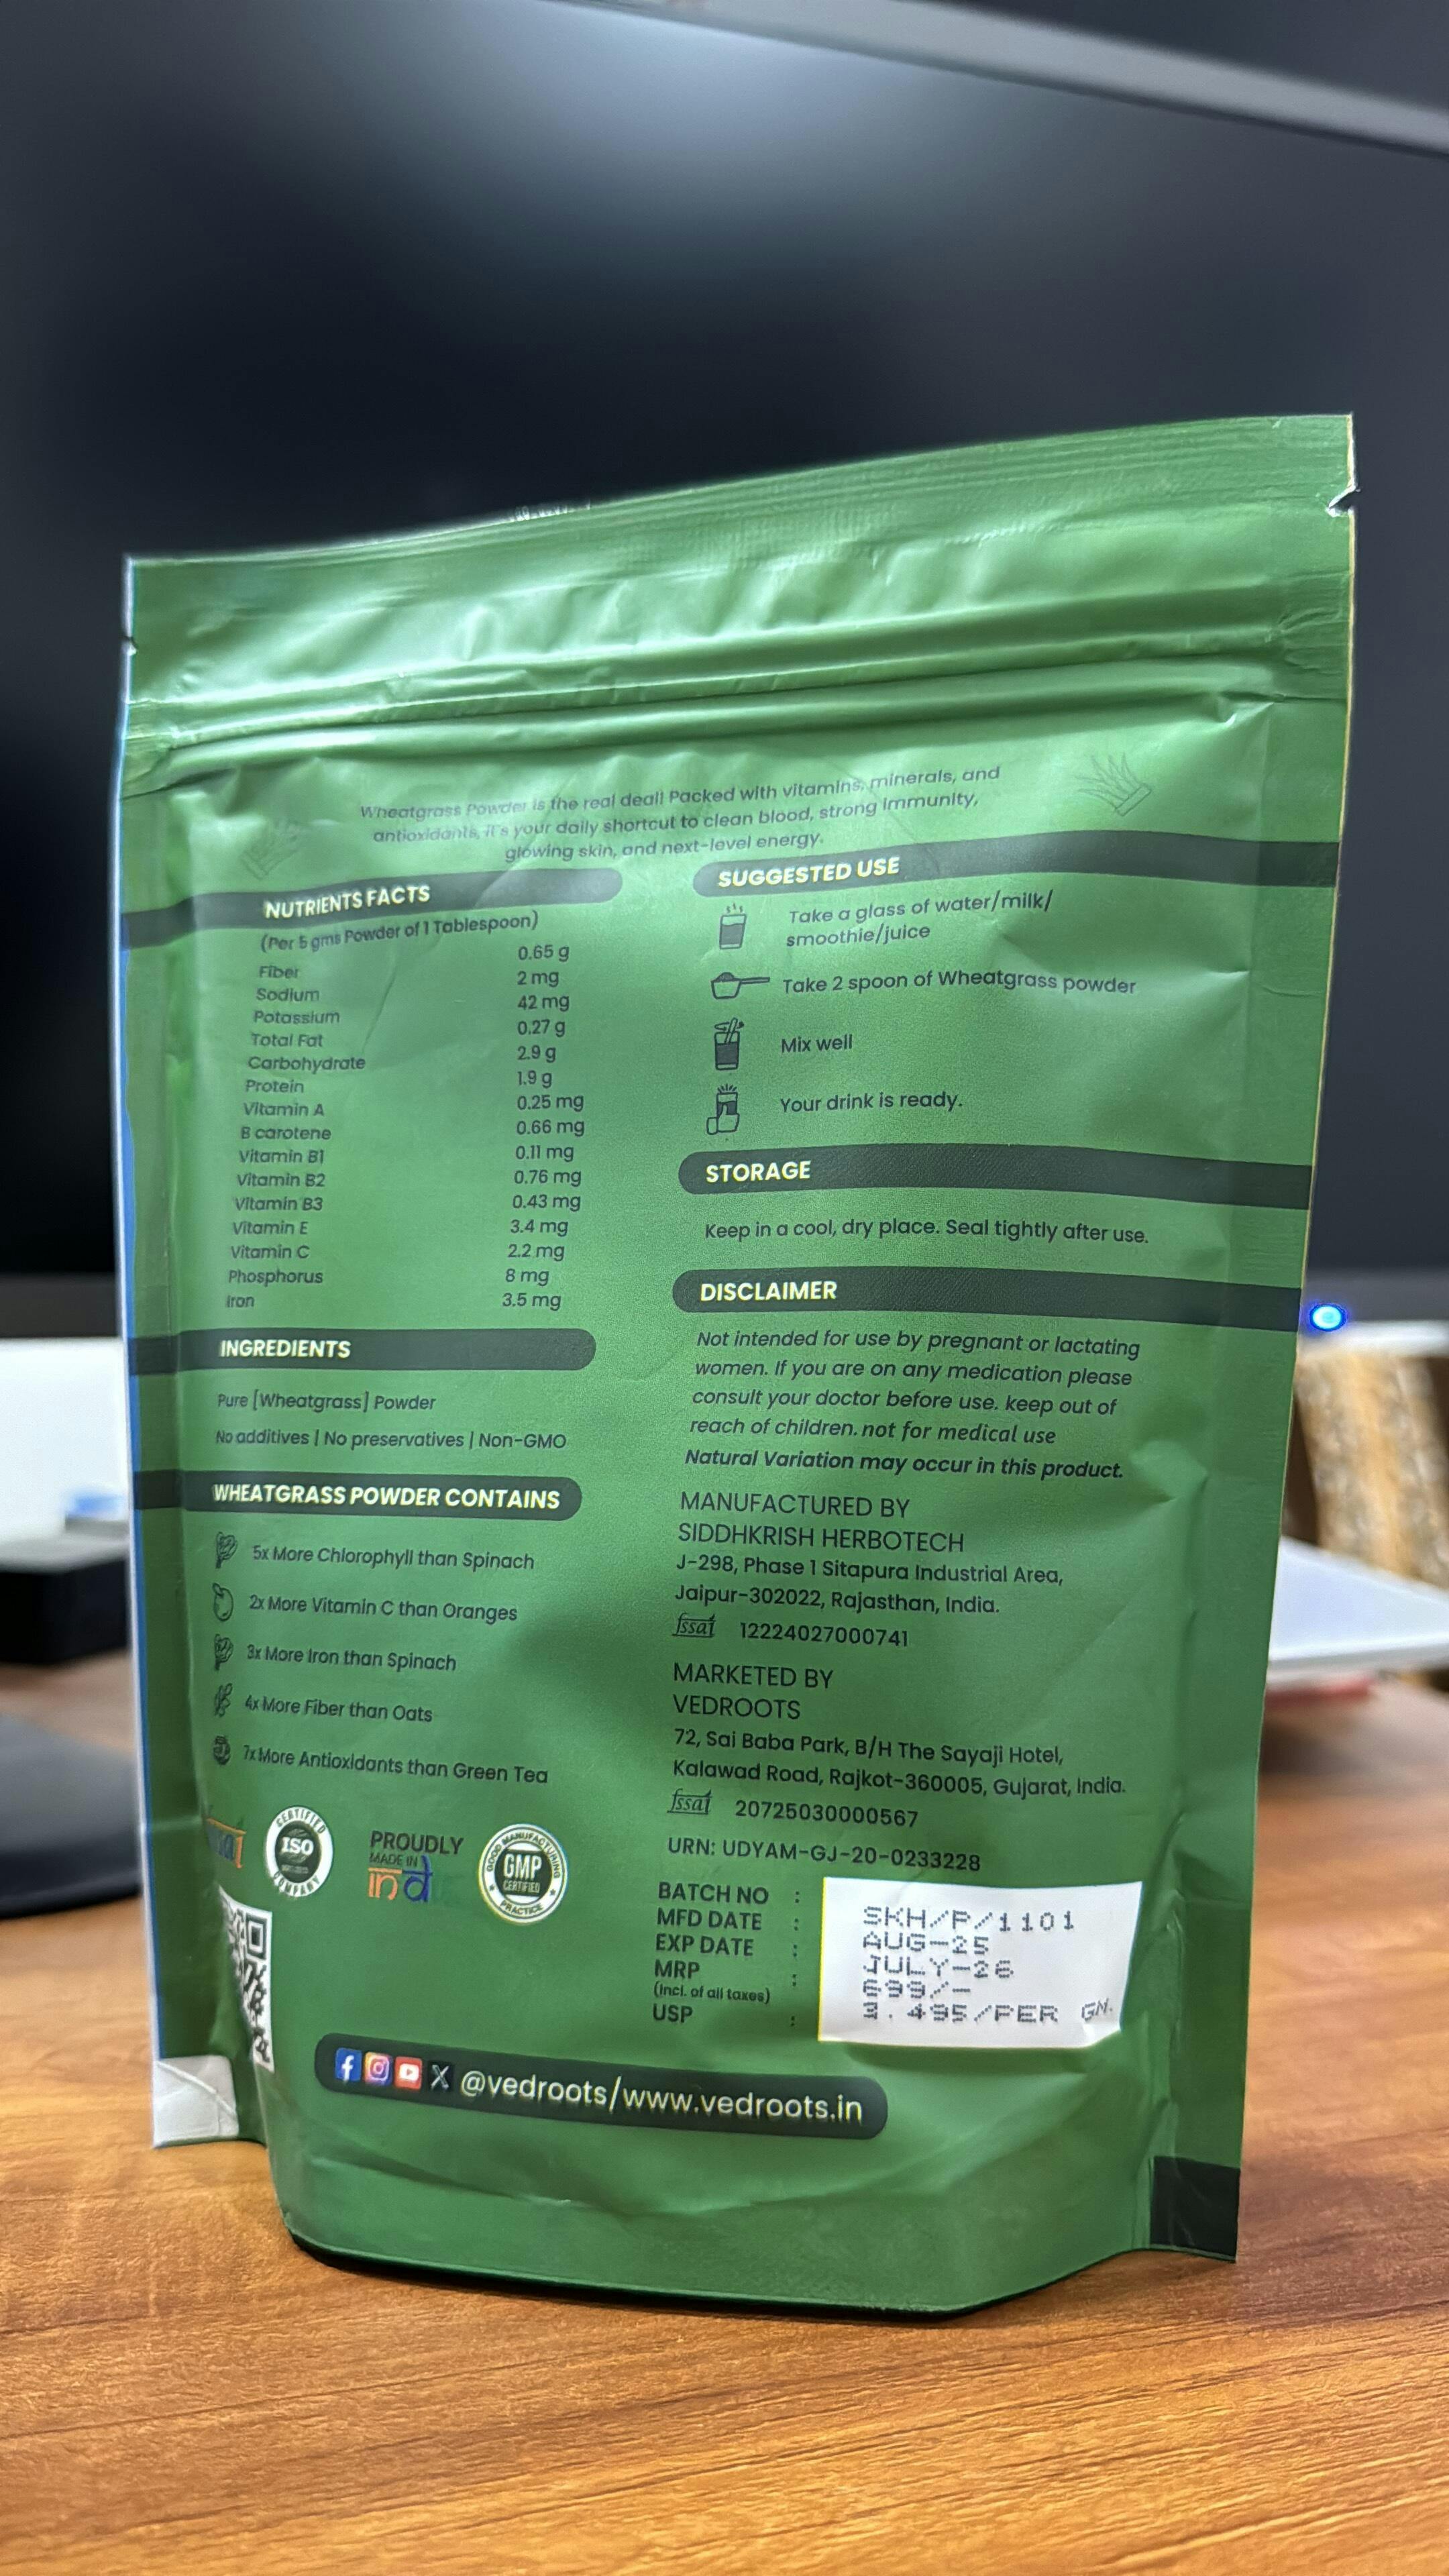 Wheatgrass Powder is the real deal! Packed with vitamins, minerals, and
antioxidants, it's your daily shortcut to clean blood, strong Immunity,
glowing skin, and next-level energy.
NUTRIENTS FACTS
(Per 5 gms Powder of 1 Tablespoon)
Fiber 0.65 g
Sodium 2 mg
Potassium 42 mg
Total Fat 0.27 g
Carbohydrate 2.9 g
Protein 1.9 g
Vitamin A 0.25 mg
B carotene 0.66 mg
Vitamin B1 0.11 mg
Vitamin B2 0.76 mg
Vitamin B3 0.43 mg
Vitamin E 3.4 mg
Vitamin C 2.2 mg
Phosphorus 8 mg
Iron 3.5 mg
INGREDIENTS
Pure [Wheatgrass] Powder
No additives | No preservatives | Non-GMO
WHEATGRASS POWDER CONTAINS
5x More Chlorophyll than Spinach
2x More Vitamin C than Oranges
3x More Iron than Spinach
4x More Fiber than Oats
7x More Antioxidants than Green Tea
CERTIFIED
ISO
COMPANY
PROUDLY
MADE IN
GOOD MANUFACTURING
GMP
CERTIFIED
PRACTICE
SUGGESTED USE
Take a glass of water/milk/
smoothie/juice
Take 2 spoon of Wheatgrass powder
Mix well
Your drink is ready.
STORAGE
Keep in a cool, dry place. Seal tightly after use.
DISCLAIMER
Not intended for use by pregnant or lactating
women. If you are on any medication please
consult your doctor before use. keep out of
reach of children. not for medical use
Natural Variation may occur in this product.
MANUFACTURED BY
SIDDHKRISH HERBOTECH
J-298, Phase 1 Sitapura Industrial Area,
Jaipur-302022, Rajasthan, India.
fssai 12224027000741
MARKETED BY
VEDROOTS
72, Sai Baba Park, B/H The Sayaji Hotel,
Kalawad Road, Rajkot-360005, Gujarat, India.
fssai 20725030000567
URN: UDYAM-GJ-20-0233228
BATCH NO : SKH/P/1101
MFD DATE : AUG-25
EXP DATE : JULY-26
MRP : 699/-
(incl. of all taxes)
USP : 3.495/PER GM.
@vedroots/www.vedroots.in